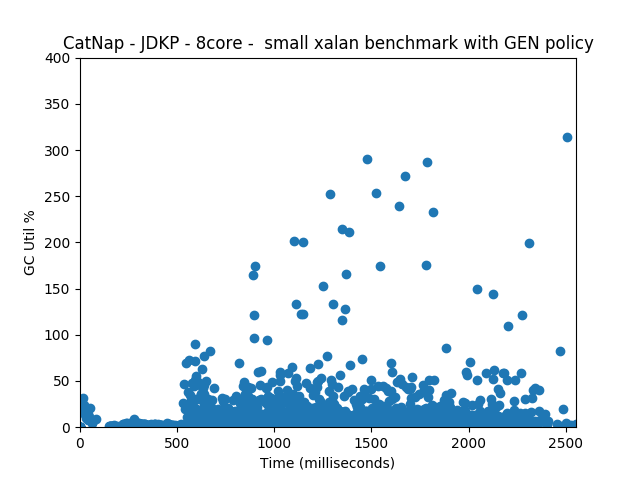 CatNap - JDKP - 8core -  small xalan benchmark with GEN policy
400
350
300
250
200
150
100
50
0
GC Util %
0 500 1000 1500 2000 2500
Time (milliseconds)